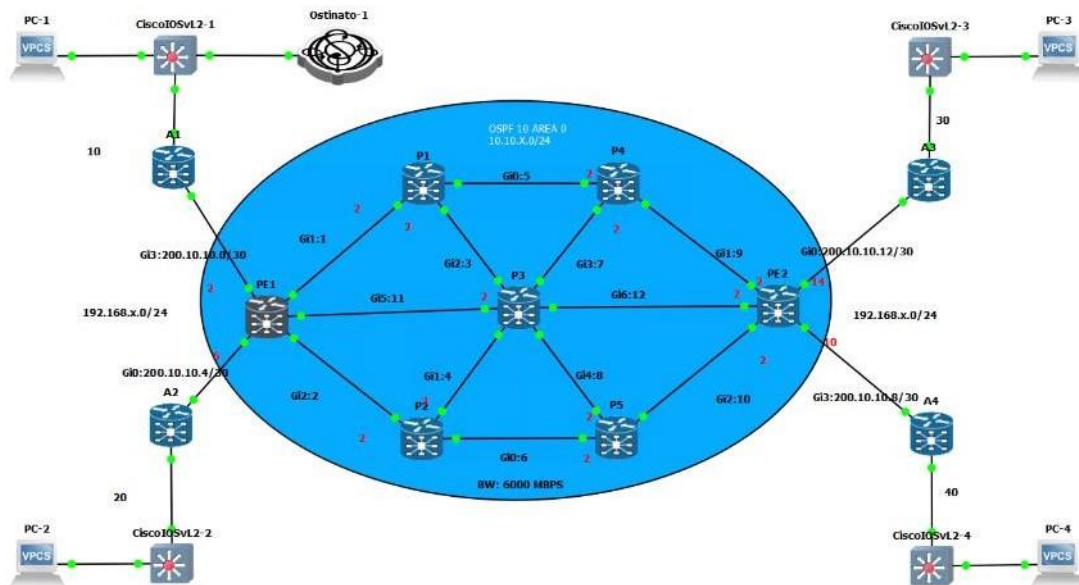 PC-1
CiscoIOSvL2-1
Ostinato-1
CiscoIOSvL2-3
PC-3
VPCS
VPCS
OSPF 10 AREA 0
10.10.X.0/24
A1
30
10
P1
P4
A3
Gi0:5
2
2
2
2
Gi1:1
Gi2:3
Gi3:7
Gi1:9
Gi3:200.10.10.0/30
Gi0:200.10.10.12/30
P3
PE2
2
PE1
Gi5:11
2
Gi6:12
2
2
14
192.168.x.0/24
192.168.x.0/24
6
10
Gi0:200.10.10.4/30
Gi1:4
Gi4:8
2
A2
Gi2:2
Gi2:10
Gi3:200.10.10.8/30
P2
P5
A4
2
2
Gi0:6
2
BW: 6000 MBPS
20
40
PC-2
CiscoIOSvL2-2
CiscoIOSvL2-4
PC-4
VPCS
VPCS